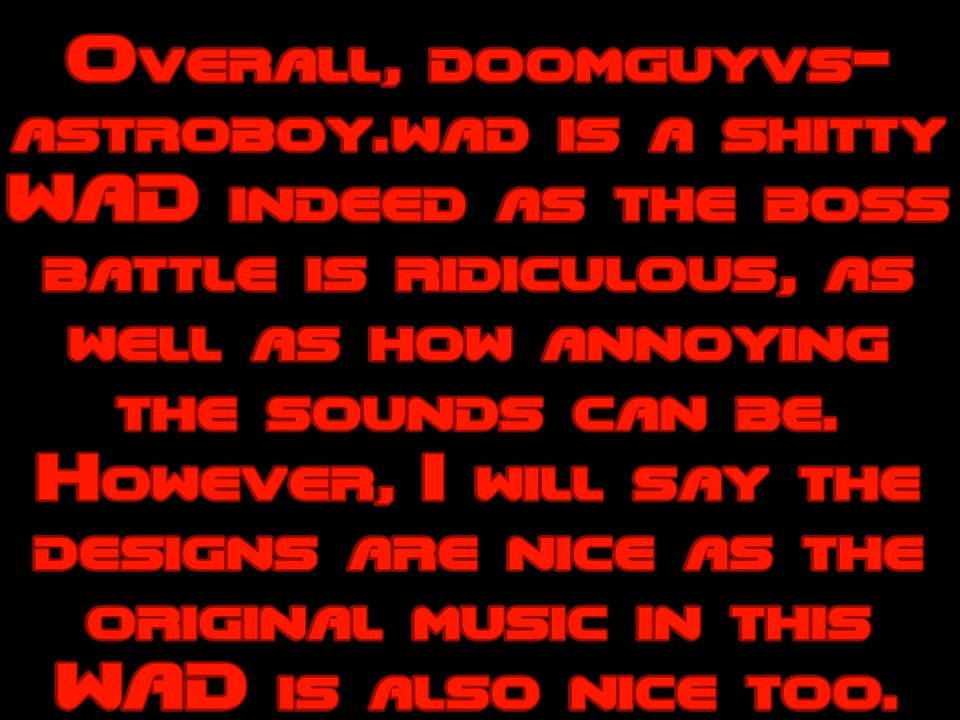 Overall, doomguyvs-
astroboy.wad is a shitty
WAD indeed as the boss
battle is ridiculous, as
well as how annoying
the sounds can be.
However, I will say the
designs are nice as the
original music in this
WAD is also nice too.